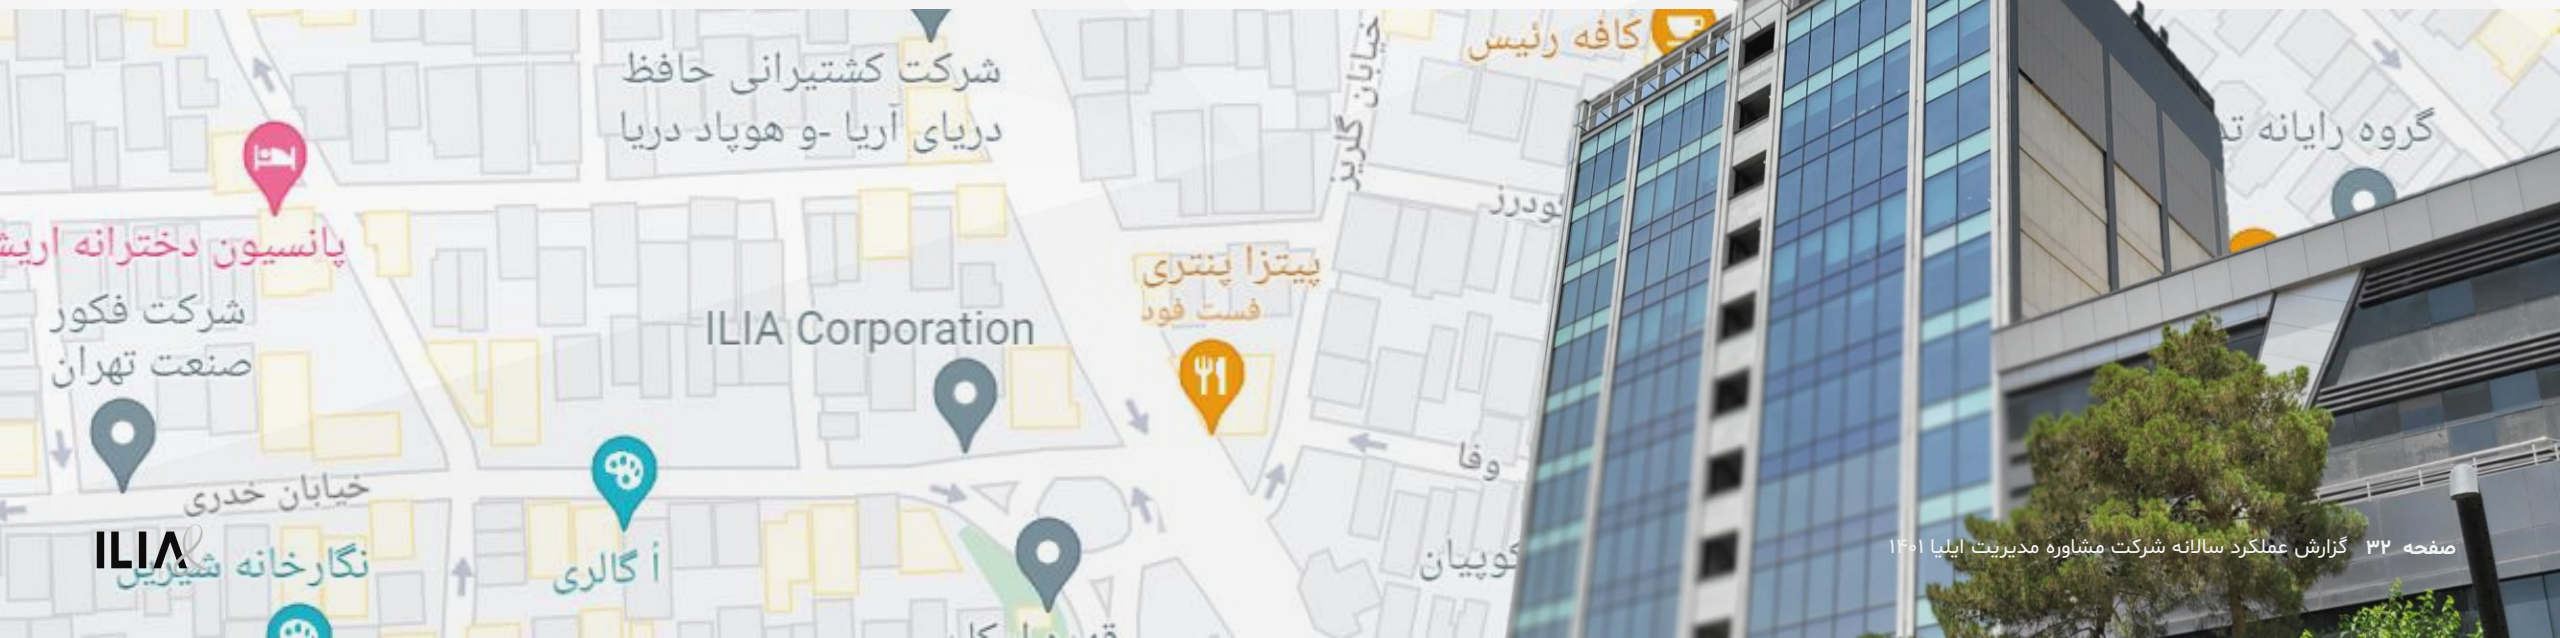 کافه رئیس
شرکت کشتیرانی حافظ
دریای آریا -و هوپاد دریا
خیابان گلریز
گروه رایانه
پانسیون دخترانه
پیتزا پنتری
فست فود
شرکت فکور
صنعت تهران
ILIA Corporation
وفا
خیابان خدری
ILIA
نگارخانه شیرین
أ گالری
صفحه ۳۲ گزارش عملکرد سالانه شرکت مشاوره مدیریت ایلیا ۱۴۰۱